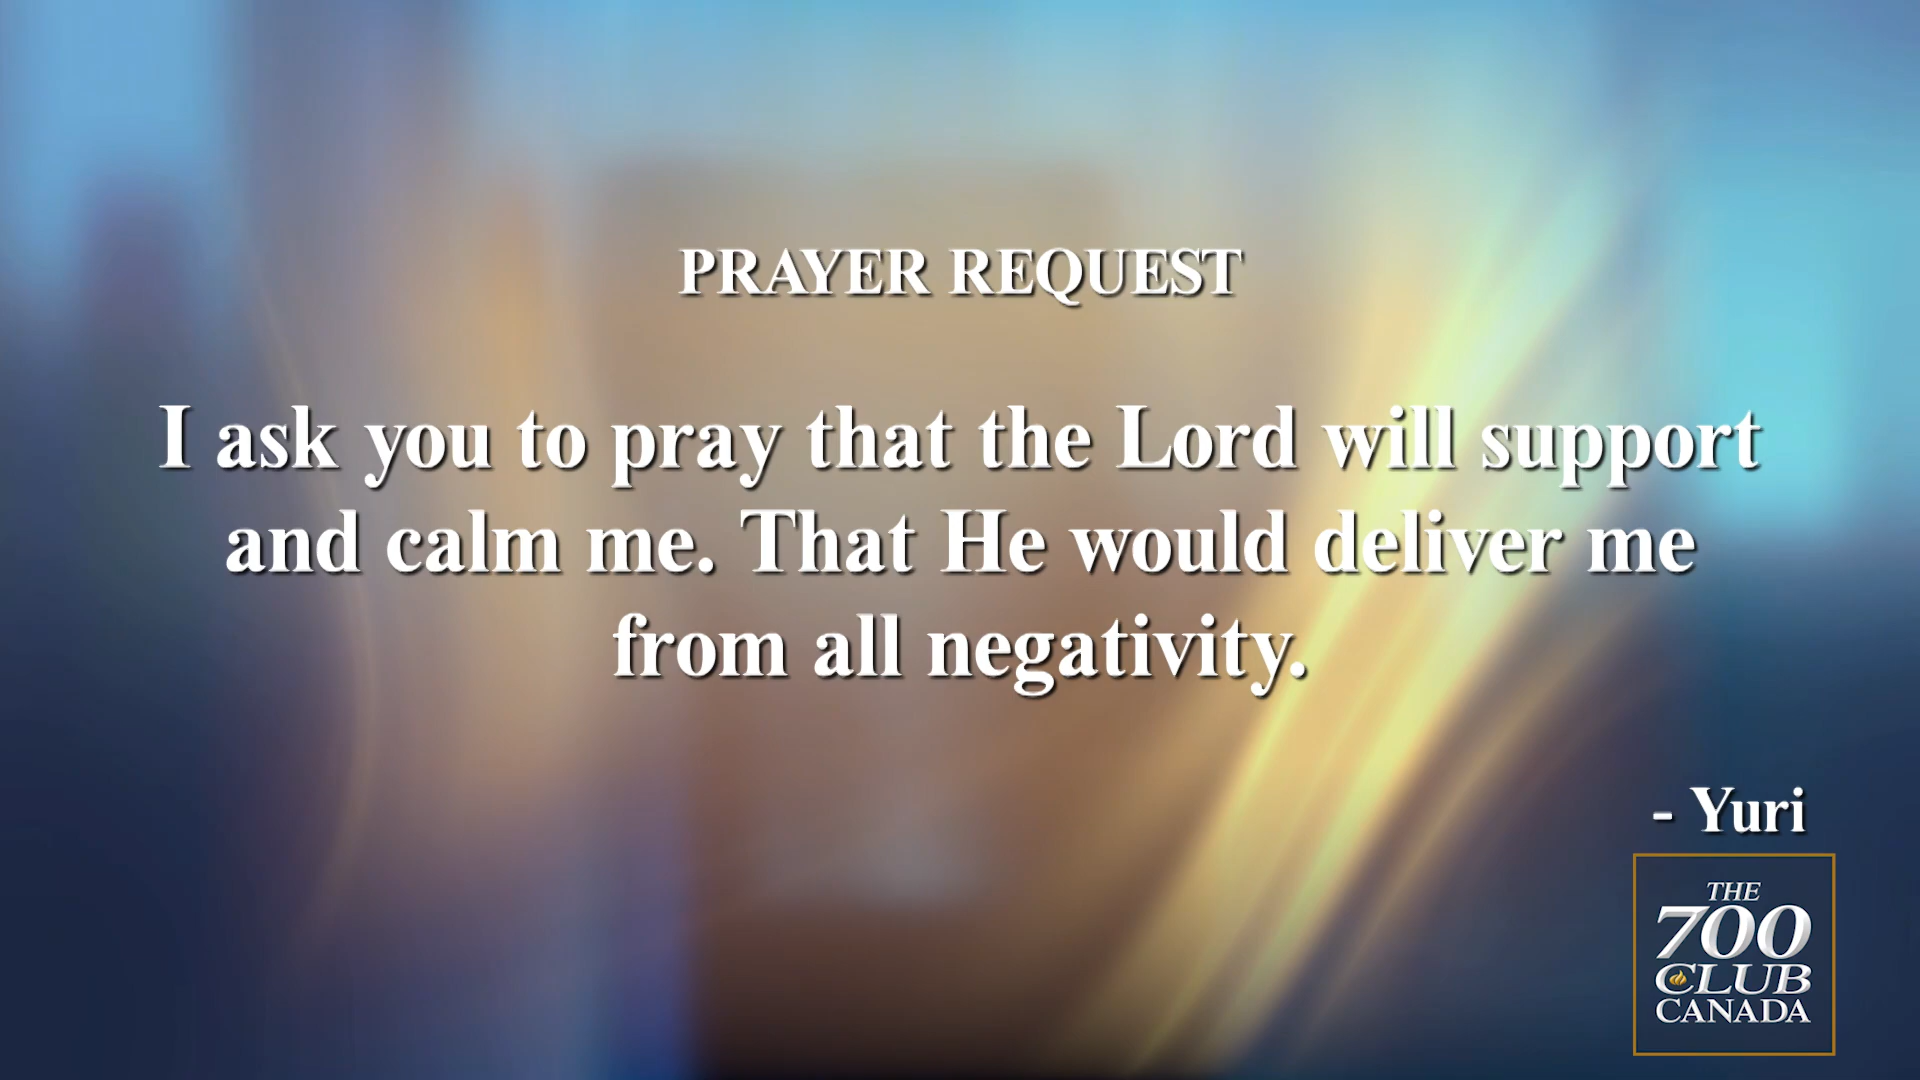 PRAYER REQUEST
I ask you to pray that the Lord will support
and calm me. That He would deliver me
from all negativity.
- Yuri
THE
700
CLUB
CANADA